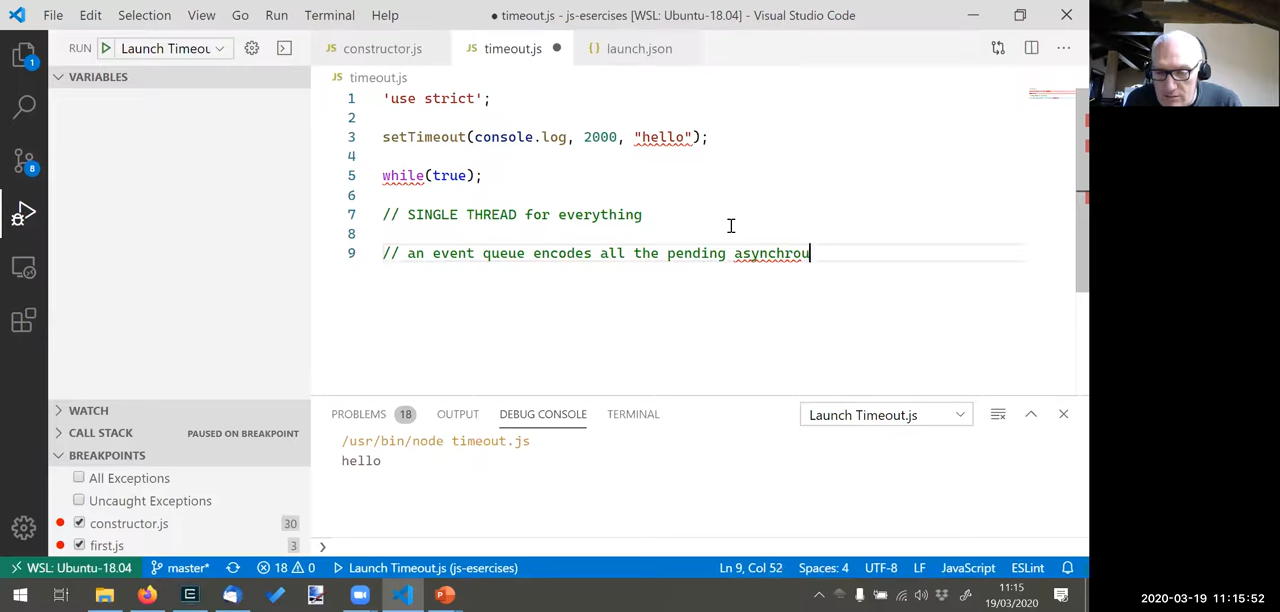 File Edit Selection View Go Run Terminal Help
● timeout.js - js-esercises [WSL: Ubuntu-18.04] - Visual Studio Code
RUN Launch Timeou
JS constructor.js
JS timeout.js ●
{} launch.json
VARIABLES
JS timeout.js
1 'use strict';
2
3 setTimeout(console.log, 2000, "hello");
4
5 while(true);
6
7 // SINGLE THREAD for everything
8
9 // an event queue encodes all the pending asynchrou
WATCH
CALL STACK PAUSED ON BREAKPOINT
BREAKPOINTS
All Exceptions
Uncaught Exceptions
constructor.js 30
first.js 3
PROBLEMS 18 OUTPUT DEBUG CONSOLE TERMINAL
Launch Timeout.js
/usr/bin/node timeout.js
hello
1
8
WSL: Ubuntu-18.04 master* 18 0 Launch Timeout.js (js-esercises)
Ln 9, Col 52 Spaces: 4 UTF-8 LF JavaScript ESLint
11:15
19/03/2020
2020-03-19 11:15:52